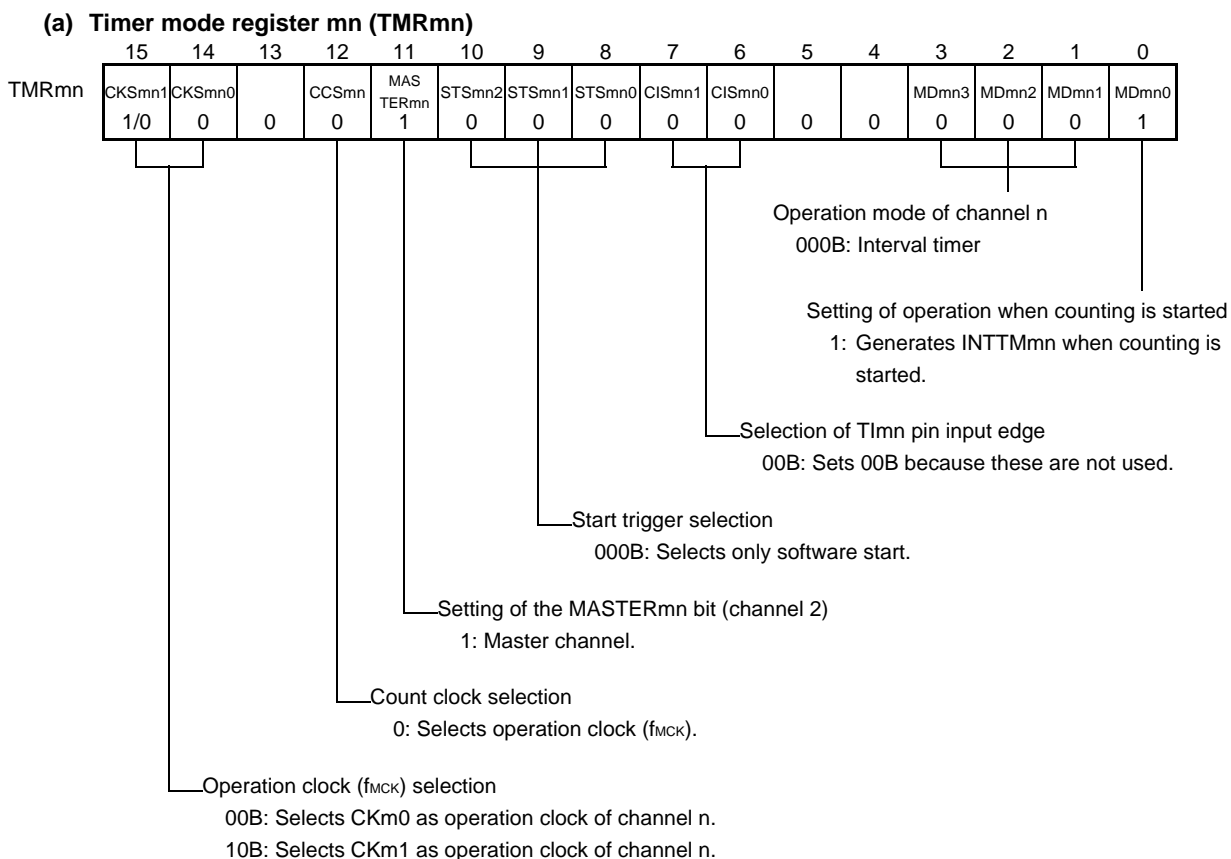 (a) Timer mode register mn (TMRmn)
15 14 13 12 11 10 9 8 7 6 5 4 3 2 1 0
TMRmn CKSmn1 CKSmn0 CCSmn MAS TERmn STSmn2 STSmn1 STSmn0 CISmn1 CISmn0 MDmn3 MDmn2 MDmn1 MDmn0
1/0 0 0 0 1 0 0 0 0 0 0 0 0 0 0 1
Operation mode of channel n
000B: Interval timer
Setting of operation when counting is started
1: Generates INTTMmn when counting is
started.
Selection of TImn pin input edge
00B: Sets 00B because these are not used.
Start trigger selection
000B: Selects only software start.
Setting of the MASTERmn bit (channel 2)
1: Master channel.
Count clock selection
0: Selects operation clock (fMCK).
Operation clock (fMCK) selection
00B: Selects CKm0 as operation clock of channel n.
10B: Selects CKm1 as operation clock of channel n.